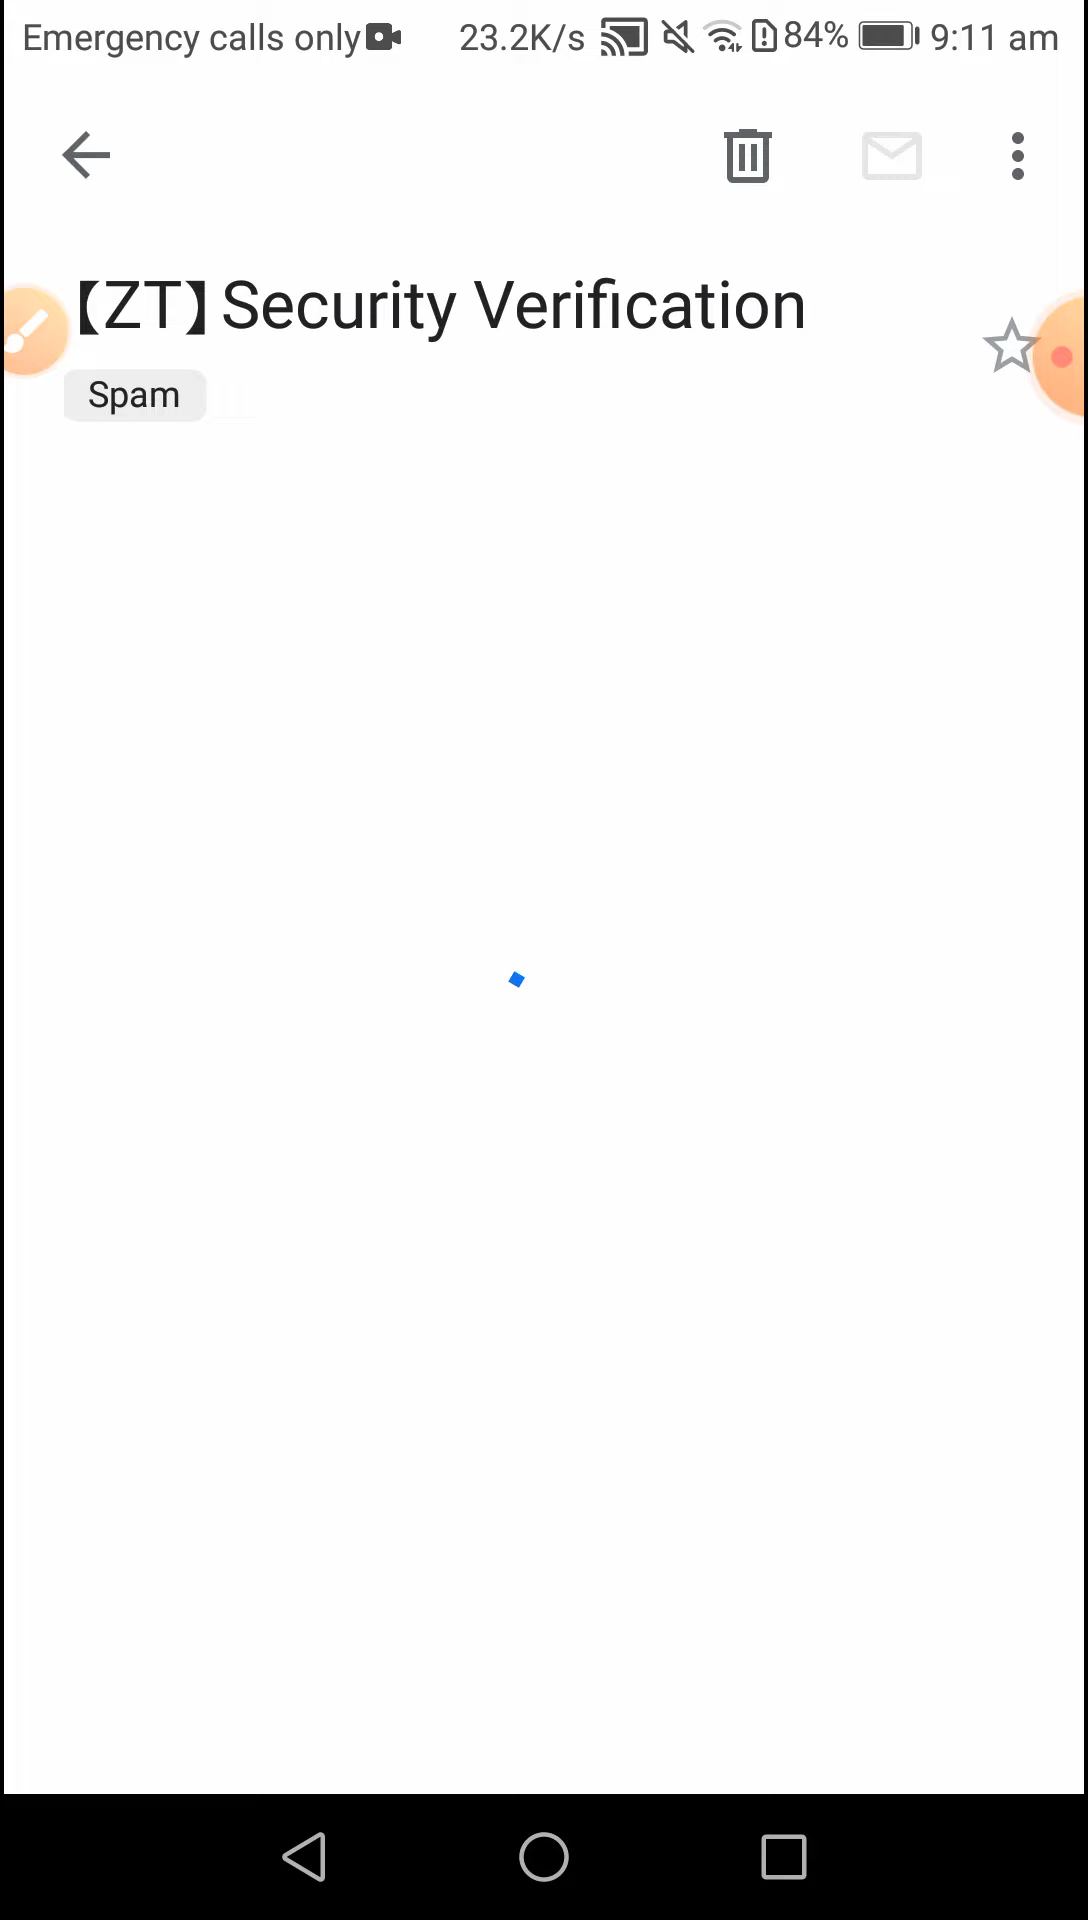 Emergency calls only 23.2K/s 84% 9:11 am
【ZT】Security Verification
Spam